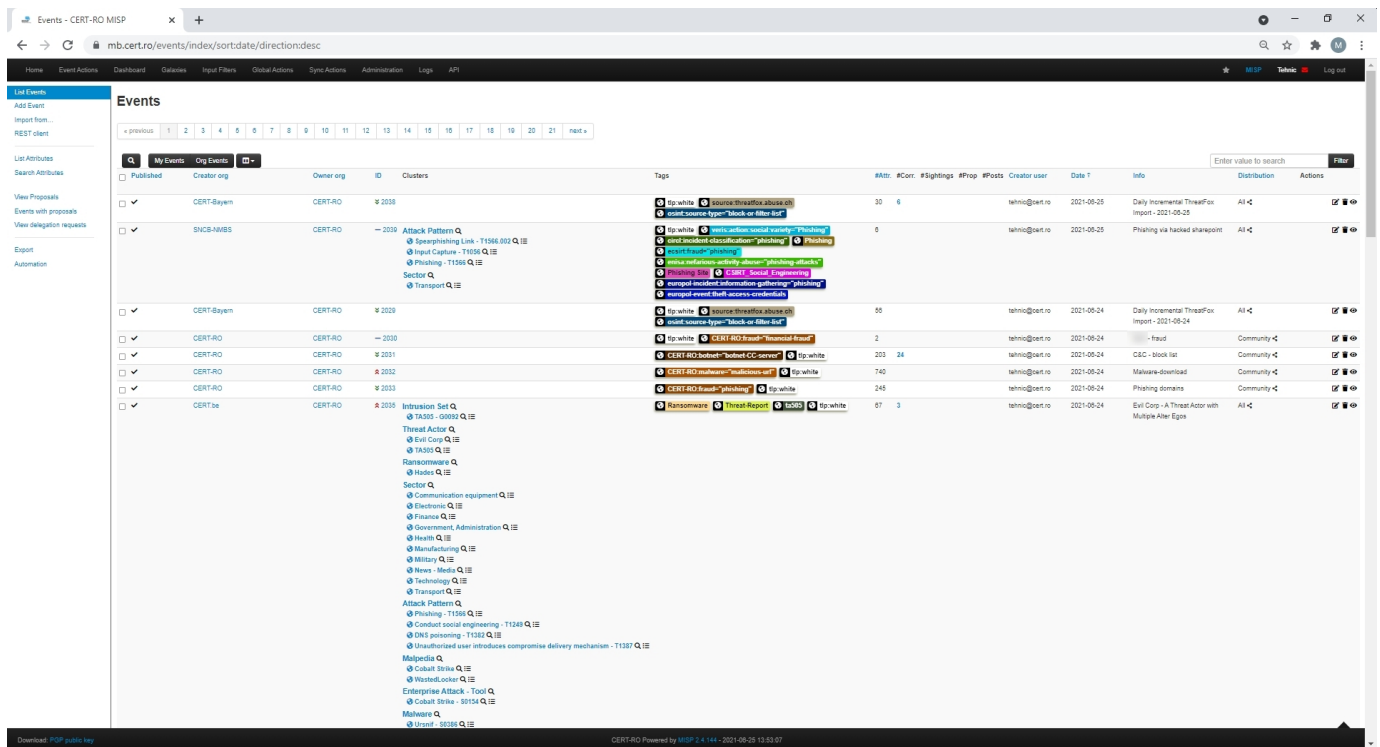 Events - CERT-RO MISP
mb.cert.ro/events/index/sort:date/direction:desc
M
Home Event Actions Dashboard Galaxies Input Filters Global Actions Sync Actions Administration Logs API MISP Tehnic Log out
List Events
Add Event
Import from...
REST client
List Attributes
Search Attributes
View Proposals
Events with proposals
View delegation requests
Export
Automation
Events
« previous 1 2 3 4 5 6 7 8 9 10 11 12 13 14 15 16 17 18 19 20 21 next »
My Events Org Events Enter value to search Filter
Published Creator org Owner org ID Clusters Tags #Attr. #Corr. #Sightings #Prop #Posts Creator user Date Info Distribution Actions
CERT-Bayern CERT-RO 2038 tlp:white source:threatfox.abuse.ch 30 6 tehnic@cert.ro 2021-06-25 Daily Incremental ThreatFox All
osint:source-type="block-or-filter-list" Import - 2021-06-25
SNCB-NMBS CERT-RO 2039 Attack Pattern tlp:white veris:action:social:variety="Phishing" 6 tehnic@cert.ro 2021-06-25 Phishing via hacked sharepoint All
Spearphishing Link - T1566.002 circl:incident-classification="phishing" Phishing
Input Capture - T1056 ecsirt:fraud="phishing"
Phishing - T1566 enisa:nefarious-activity-abuse="phishing-attacks"
Sector Phishing Site CSIRT_Social_Engineering
Transport europol-incident:information-gathering="phishing"
europol-event:theft-access-credentials
CERT-Bayern CERT-RO 2029 tlp:white source:threatfox.abuse.ch 56 tehnic@cert.ro 2021-06-24 Daily Incremental ThreatFox All
osint:source-type="block-or-filter-list" Import - 2021-06-24
CERT-RO CERT-RO 2030 tlp:white CERT-RO:fraud="financial-fraud" 2 tehnic@cert.ro 2021-06-24 - fraud Community
CERT-RO CERT-RO 2031 CERT-RO:botnet="botnet-CC-server" tlp:white 203 24 tehnic@cert.ro 2021-06-24 C&C - block list Community
CERT-RO CERT-RO 2032 CERT-RO:malware="malicious-url" tlp:white 740 tehnic@cert.ro 2021-06-24 Malware-download Community
CERT-RO CERT-RO 2033 CERT-RO:fraud="phishing" tlp:white 245 tehnic@cert.ro 2021-06-24 Phishing domains Community
CERT.be CERT-RO 2035 Intrusion Set Ransomware Threat-Report ta505 tlp:white 67 3 tehnic@cert.ro 2021-06-24 Evil Corp - A Threat Actor with All
TA505 - G0092 Multiple Alter Egos
Threat Actor
Evil Corp
TA505
Ransomware
Hades
Sector
Communication equipment
Electronic
Finance
Government, Administration
Health
Manufacturing
Military
News - Media
Technology
Transport
Attack Pattern
Phishing - T1566
Conduct social engineering - T1249
DNS poisoning - T1382
Unauthorized user introduces compromise delivery mechanism - T1387
Malpedia
Cobalt Strike
WastedLocker
Enterprise Attack - Tool
Cobalt Strike - S0154
Malware
Ursnif - S0386
Download: PGP public key CERT-RO Powered by MISP 2.4.144 - 2021-06-25 13:53:07